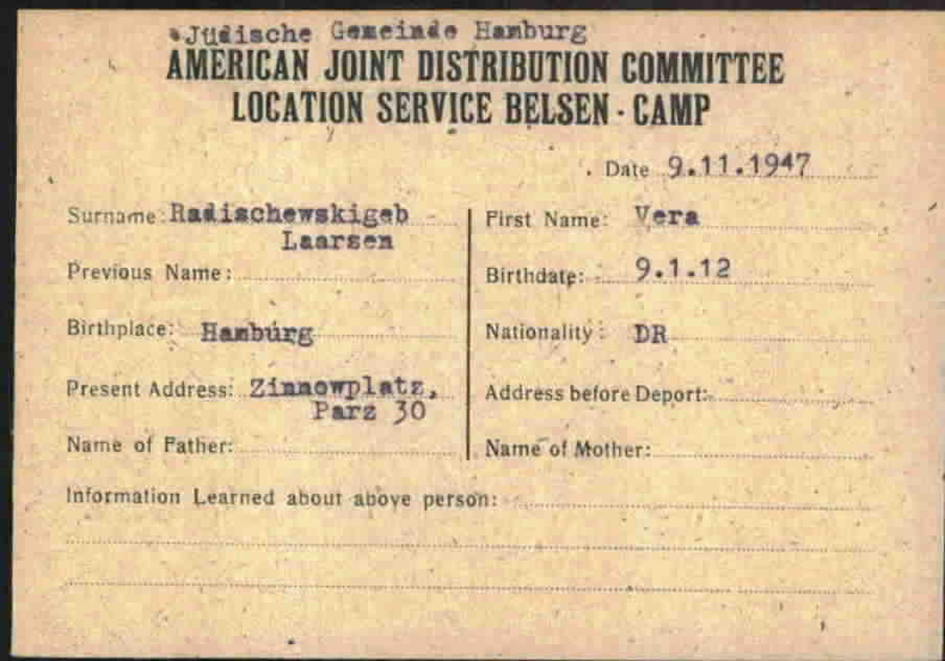 Jüdische Gemeinde Hamburg
AMERICAN JOINT DISTRIBUTION COMMITTEE
LOCATION SERVICE BELSEN - CAMP
Date 9.11.1947
Surname: Radischewskigeb
Laarsen
First Name: Vera
Previous Name:
Birthdate: 9.1.12
Birthplace: Hamburg
Nationality: DR
Present Address: Zinnowplatz,
Parz 30
Address before Deport:
Name of Father:
Name of Mother:
Information Learned about above person: